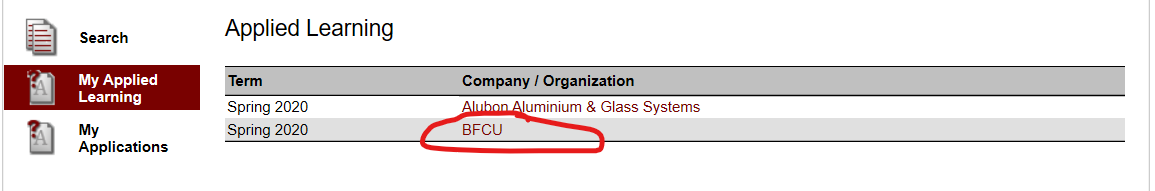 Search
My Applied
Learning
My
Applications
Applied Learning
Term Company / Organization
Spring 2020 Alubon Aluminium & Glass Systems
Spring 2020 BFCU